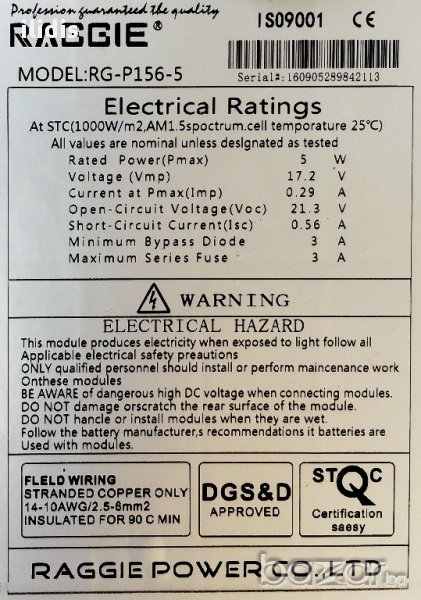 Profession guaranteed the quality
RAGGIE®
ildis
ISO9001 CE
MODEL:RG-P156-5
Serial#:160905289842113
Electrical Ratings
At STC(1000W/m2,AM1.5spoctrum.cell temporature 25℃)
All values are nominal unless deslgnated as tested
Rated Power(Pmax) 5 W
Voltage (Vmp) 17.2 V
Current at Pmax(Imp) 0.29 A
Open-Circuit Voltage(Voc) 21.3 V
Short-Circuit Current(Isc) 0.56 A
Minimum Bypass Diode 3 A
Maximum Series Fuse 3 A
WARNING
ELECTRICAL HAZARD
This module produces electricity when exposed to light follow all
Applicable electrical safety preautions
ONLY qualified personnel should install or perform maincenance work
Onthese modules
BE AWARE of dangerous high DC voltage when connecting modules.
DO NOT damage orscratch the rear surface of the module.
DO NOT handle or install modules when they are wet.
Follow the battery manufacturer,s recommendations it batteries are
Used with modules.
FLELD WIRING
STRANDED COPPER ONLY
14-10AWG/2.5-6mm2
INSULATED FOR 90 C MIN
DGS&D
APPROVED
STQC
Certification
saesy
RAGGIE POWER CO.,LTD
bazar.bg